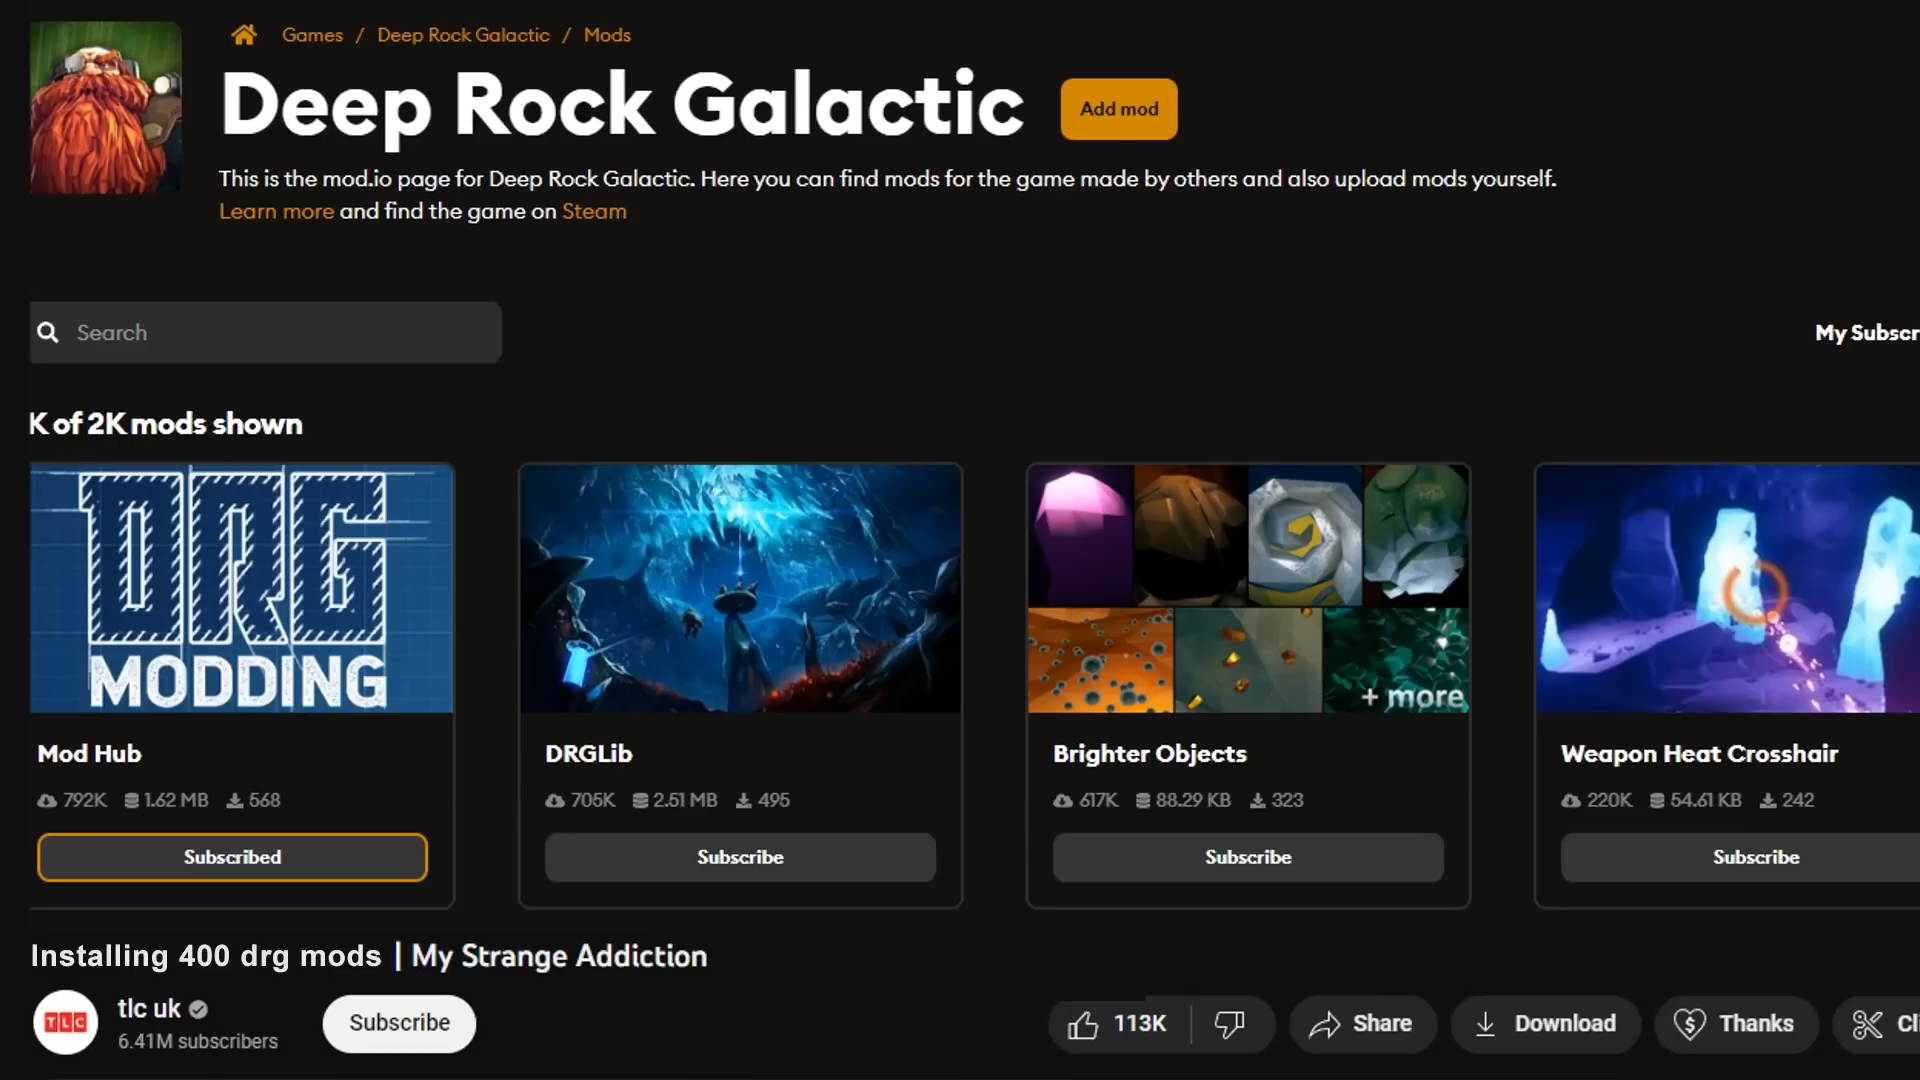 Games / Deep Rock Galactic / Mods
Deep Rock Galactic
Add mod
This is the mod.io page for Deep Rock Galactic. Here you can find mods for the game made by others and also upload mods yourself.
Learn more and find the game on Steam
Search
My Subscr
K of 2K mods shown
DRG
MODDING
+ more
Mod Hub
792K 1.62 MB 568
Subscribed
DRGLib
705K 2.51 MB 495
Subscribe
Brighter Objects
617K 88.29 KB 323
Subscribe
Weapon Heat Crosshair
220K 54.61 KB 242
Subscribe
Installing 400 drg mods | My Strange Addiction
TLC
tlc uk
6.41M subscribers
Subscribe
113K
Share
Download
Thanks
Cli